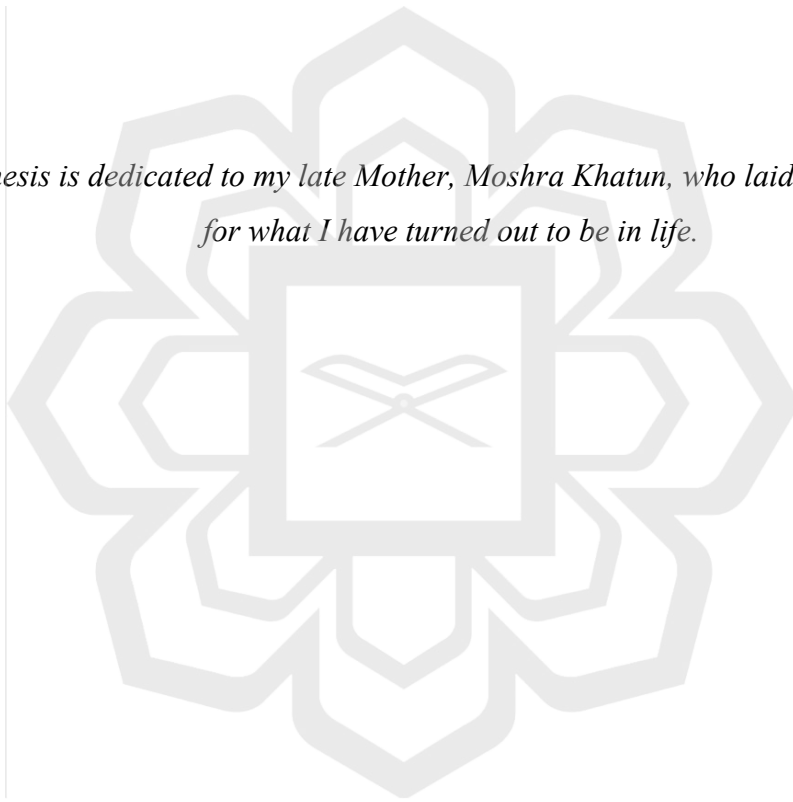 esis is dedicated to my late Mother, Moshra Khatun, who laid
for what I have turned out to be in life.